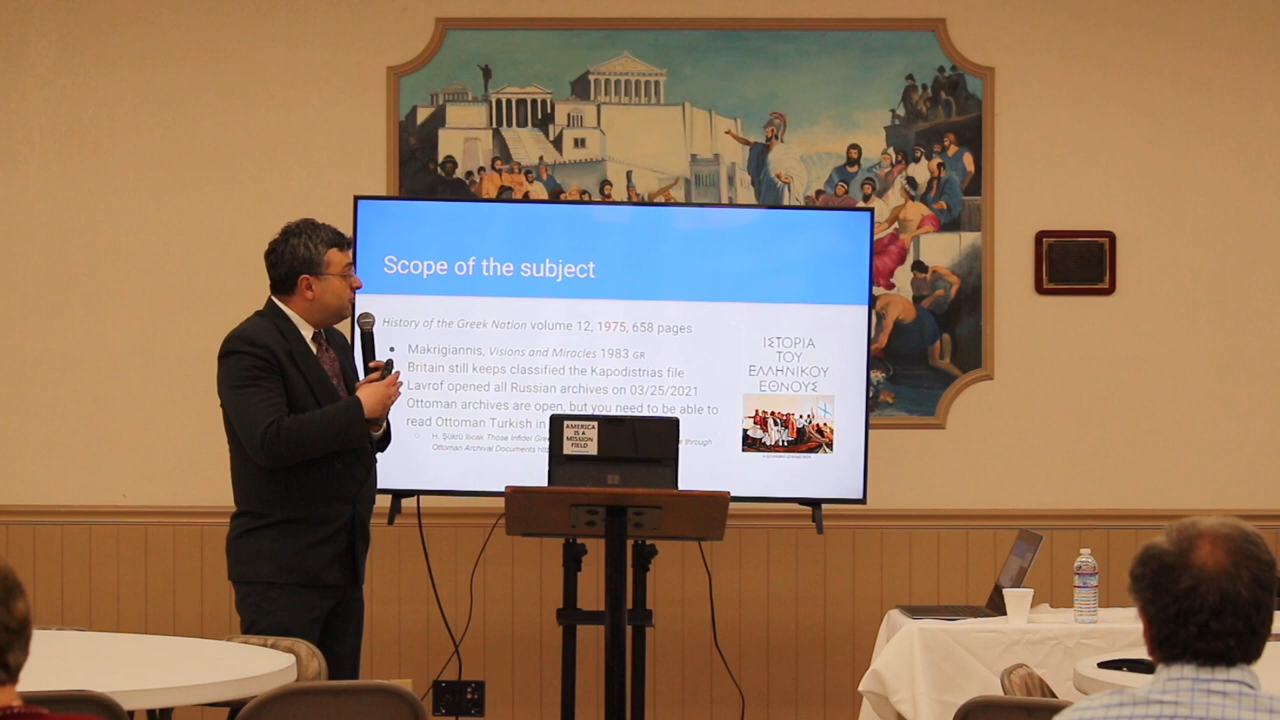 Scope of the subject
History of the Greek Nation volume 12, 1975, 658 pages
Makrigiannis, Visions and Miracles 1983 GR
Britain still keeps classified the Kapodistrias file
Lavrof opened all Russian archives on 03/25/2021
Ottoman archives are open, but you need to be able to
read Ottoman Turkish in
H. Şükrü Ilıcak Those Infidel through
Ottoman Archival Documents
ΙΣΤΟΡΙΑ
ΤΟΥ
ΕΛΛΗΝΙΚΟΥ
ΕΘΝΟΥΣ
AMERICA
IS A
MISSION
FIELD